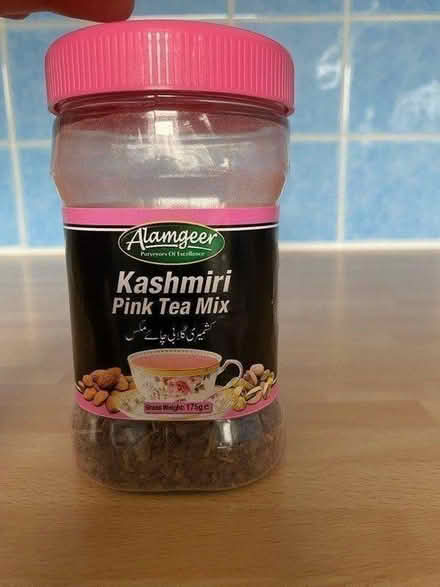 Alamgeer
Purveyors Of Excellence
Kashmiri
Pink Tea Mix
کشمیری گلابی چائے مکس
Gross Weight: 175g e